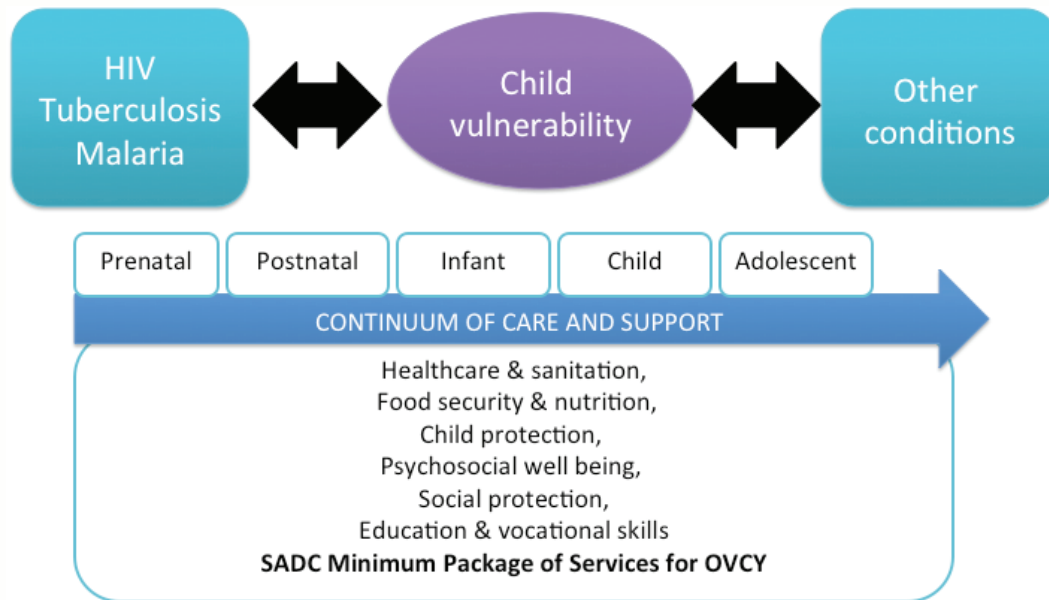 HIV
Tuberculosis
Malaria
Child
vulnerability
Other
conditions
Prenatal
Postnatal
Infant
Child
Adolescent
CONTINUUM OF CARE AND SUPPORT
Healthcare & sanitation,
Food security & nutrition,
Child protection,
Psychosocial well being,
Social protection,
Education & vocational skills
SADC Minimum Package of Services for OVCY